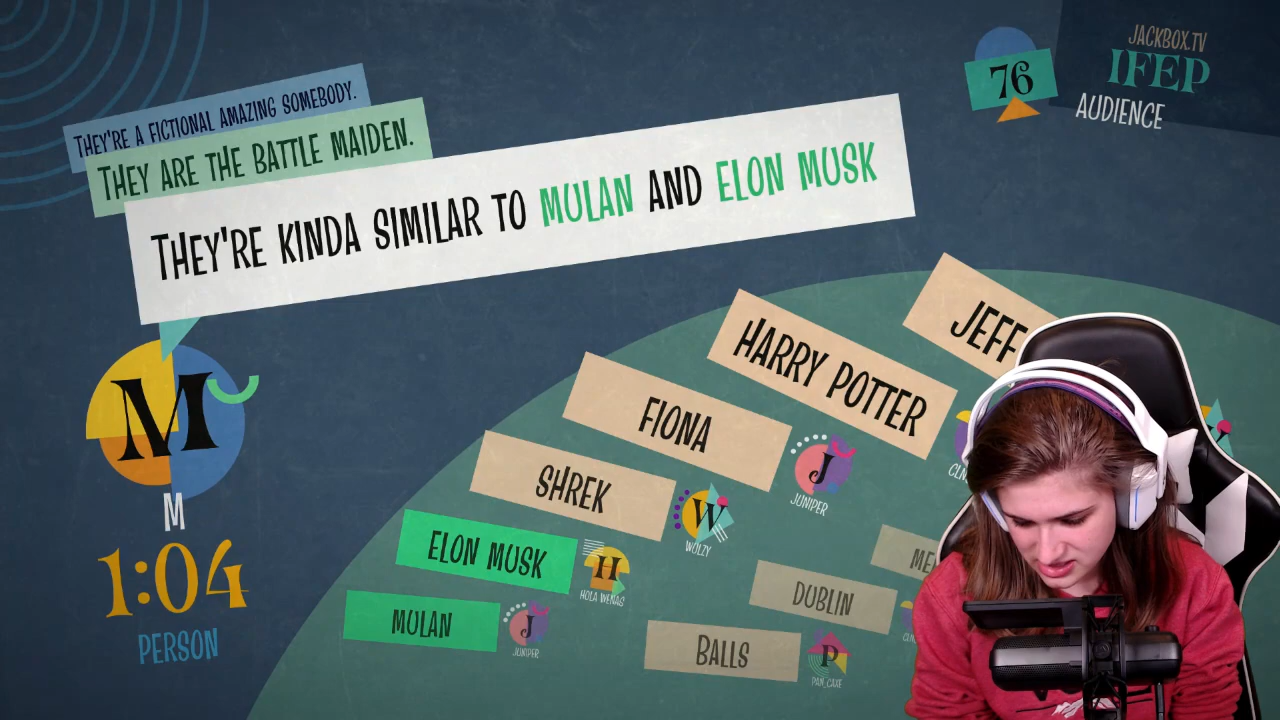 JACKBOX.TV
IFEP
76
AUDIENCE
THEY'RE A FICTIONAL AMAZING SOMEBODY.
THEY ARE THE BATTLE MAIDEN.
THEY'RE KINDA SIMILAR TO MULAN AND ELON MUSK
JEFF
HARRY POTTER
FIONA
JUNIPER
SHREK
WOLZY
ELON MUSK
HOLA WENAS
MULAN
JUNIPER
DUBLIN
BALLS
PAN_CAKE
M
M
1:04
PERSON
J
W
H
J
P